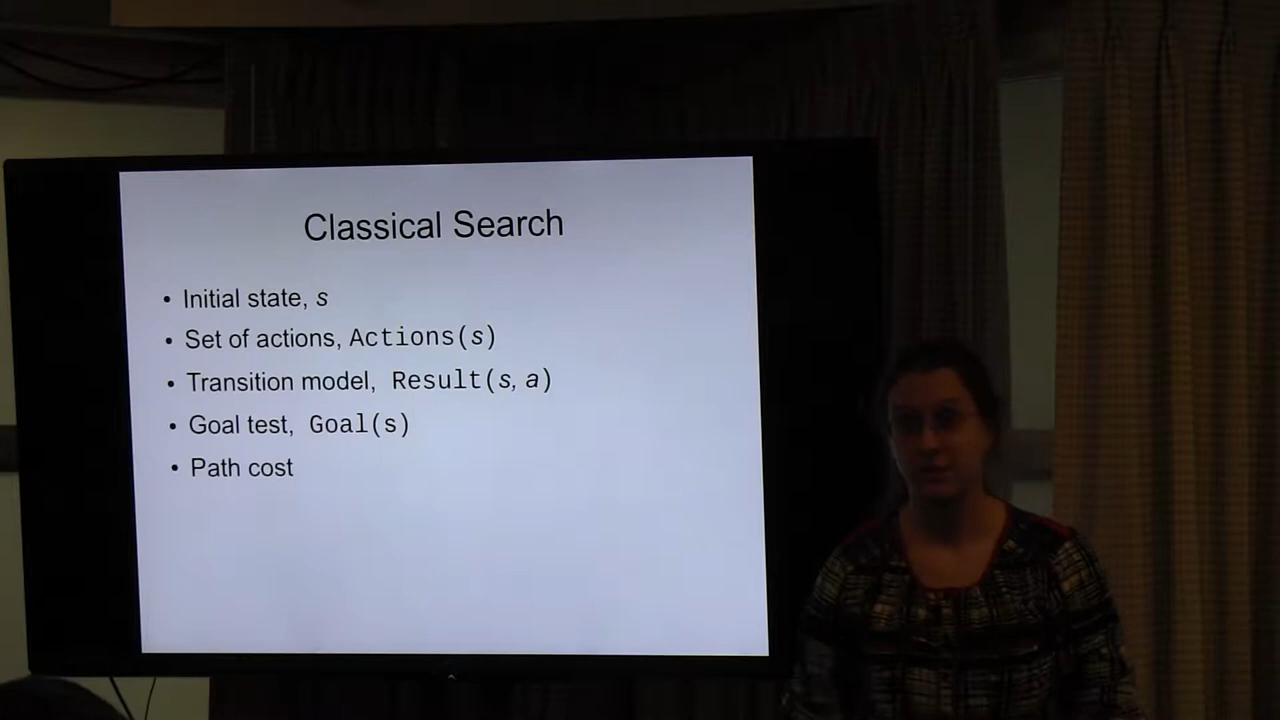 Classical Search
• Initial state, s
• Set of actions, Actions(s)
• Transition model, Result(s, a)
• Goal test, Goal(s)
• Path cost